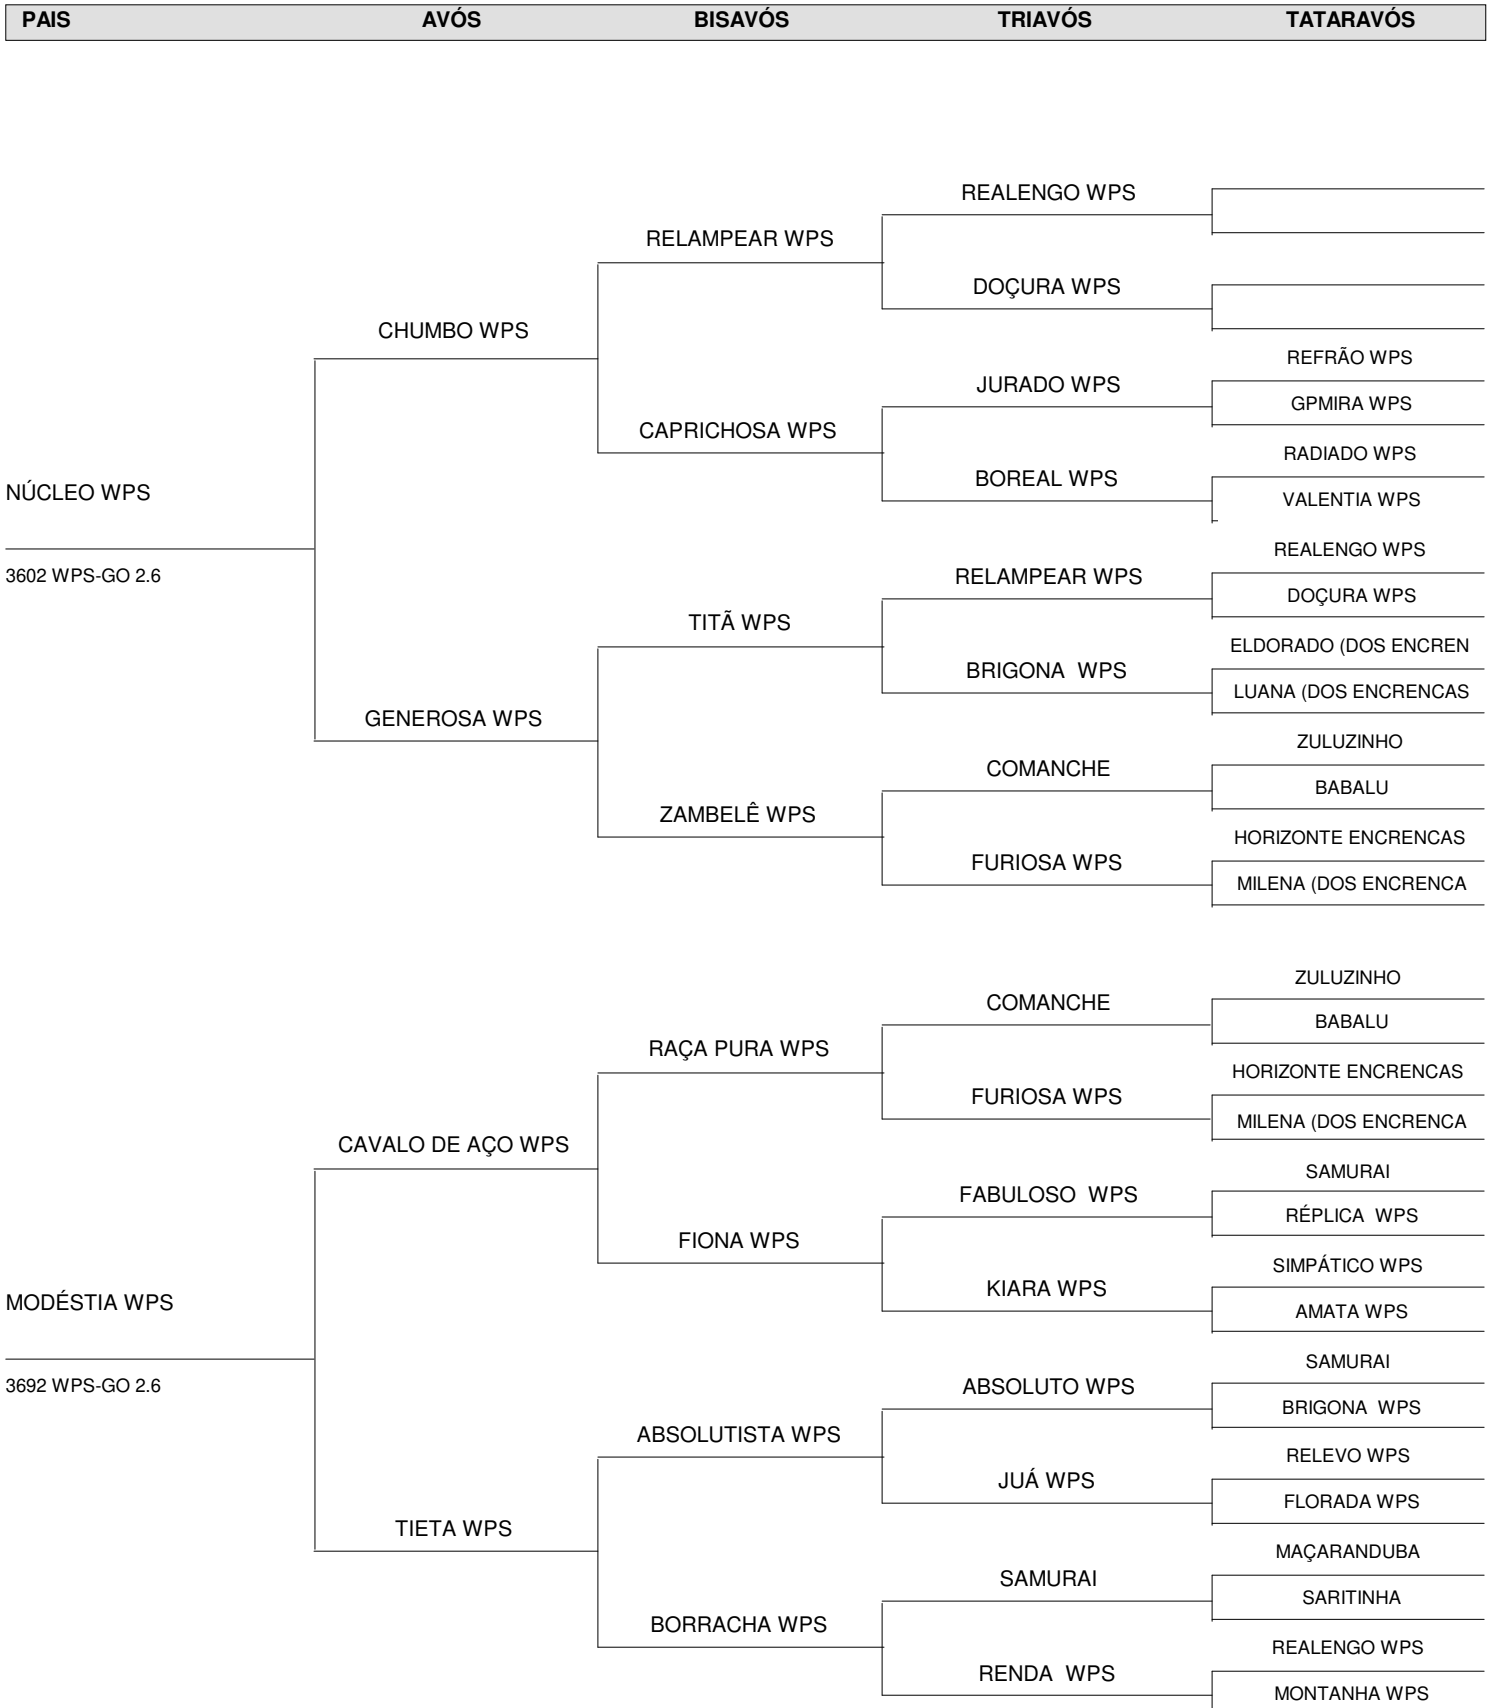 PAIS AVÓS BISAVÓS TRIAVÓS TATARAVÓS
REALENGO WPS
RELAMPEAR WPS
DOÇURA WPS
CHUMBO WPS
REFRÃO WPS
JURADO WPS
GPMIRA WPS
CAPRICHOSA WPS
RADIADO WPS
BOREAL WPS
NÚCLEO WPS
VALENTIA WPS
REALENGO WPS
3602 WPS-GO 2.6
RELAMPEAR WPS
DOÇURA WPS
TITÃ WPS
ELDORADO (DOS ENCREN
BRIGONA  WPS
LUANA (DOS ENCRENCAS
GENEROSA WPS
ZULUZINHO
COMANCHE
BABALU
ZAMBELÊ WPS
HORIZONTE ENCRENCAS
FURIOSA WPS
MILENA (DOS ENCRENCA
ZULUZINHO
COMANCHE
BABALU
RAÇA PURA WPS
HORIZONTE ENCRENCAS
FURIOSA WPS
MILENA (DOS ENCRENCA
CAVALO DE AÇO WPS
SAMURAI
FABULOSO  WPS
RÉPLICA  WPS
FIONA WPS
SIMPÁTICO WPS
KIARA WPS
MODÉSTIA WPS
AMATA WPS
SAMURAI
3692 WPS-GO 2.6
ABSOLUTO WPS
BRIGONA  WPS
ABSOLUTISTA WPS
RELEVO WPS
JUÁ WPS
FLORADA WPS
TIETA WPS
MAÇARANDUBA
SAMURAI
SARITINHA
BORRACHA WPS
REALENGO WPS
RENDA  WPS
MONTANHA WPS